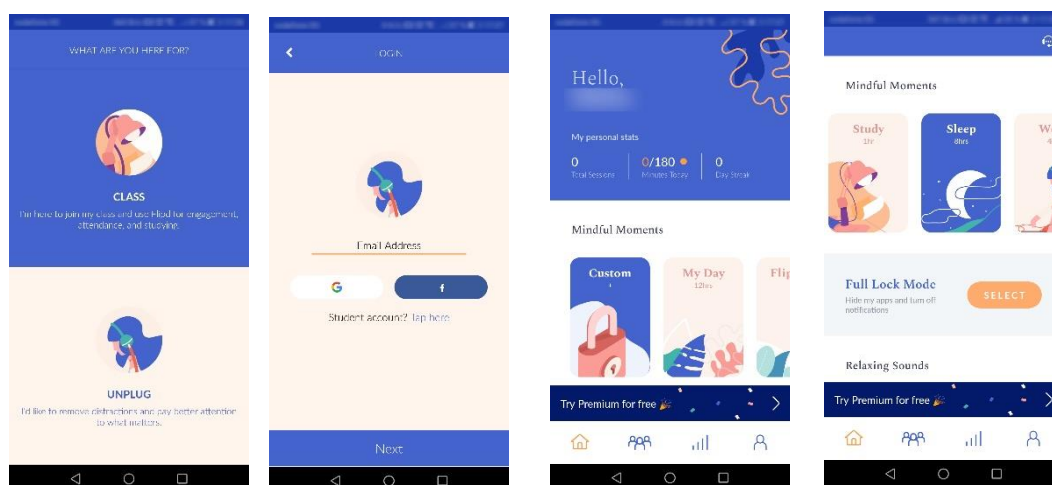 WHAT ARE YOU HERE FOR?
CLASS
I'm here to join my class and use Flipd for engagement,
attendance, and studying.
UNPLUG
I'd like to remove distractions and pay better attention
to what matters.
LOGIN
Email Address
G
f
Student account? Tap here
Next
Hello,
My personal stats
0
Total Sessions
0/180
Minutes Today
0
Day Streak
Mindful Moments
Custom
My Day
12hrs
Flip
Try Premium for free
Mindful Moments
Study
1hr
Sleep
8hrs
W
4
Full Lock Mode
Hide my apps and turn off
notifications
SELECT
Relaxing Sounds
Try Premium for free